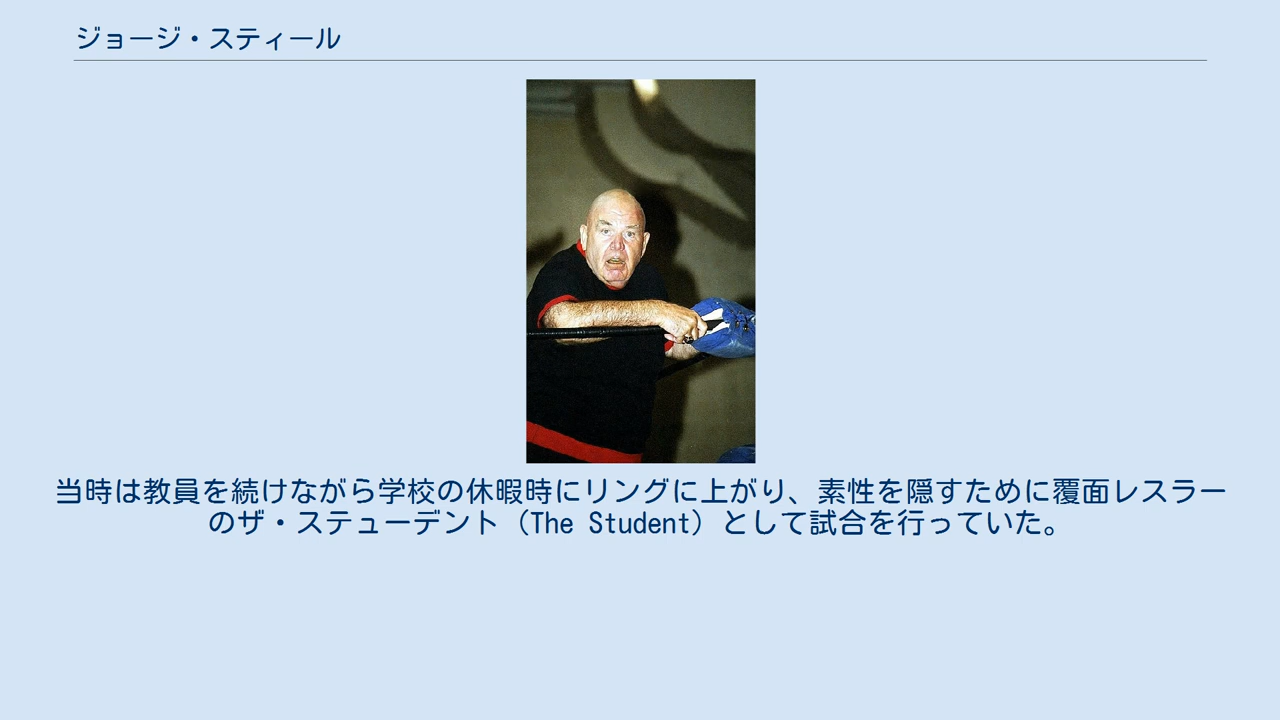 ジョージ・スティール
当時は教員を続けながら学校の休暇時にリングに上がり、素性を隠すために覆面レスラー
のザ・ステューデント（The Student）として試合を行っていた。